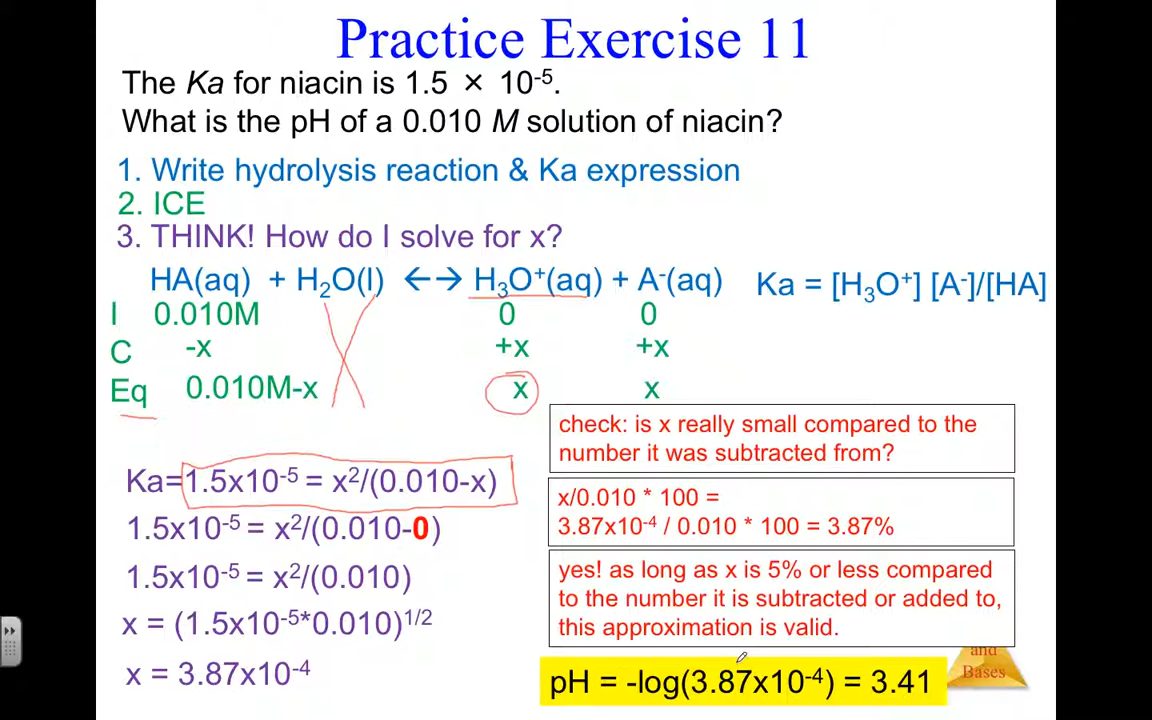 Practice Exercise 11
The Ka for niacin is 1.5 × 10⁻⁵.
What is the pH of a 0.010 M solution of niacin?
1. Write hydrolysis reaction & Ka expression
2. ICE
3. THINK! How do I solve for x?
HA(aq) + H₂O(l) ←→ H₃O⁺(aq) + A⁻(aq) Ka = [H₃O⁺] [A⁻]/[HA]
I 0.010M 0 0
C -x +x +x
Eq 0.010M-x x x
Ka=1.5x10⁻⁵ = x²/(0.010-x)
1.5x10⁻⁵ = x²/(0.010-0)
1.5x10⁻⁵ = x²/(0.010)
x = (1.5x10⁻⁵*0.010)¹/²
x = 3.87x10⁻⁴
check: is x really small compared to the
number it was subtracted from?
x/0.010 * 100 =
3.87x10⁻⁴ / 0.010 * 100 = 3.87%
yes! as long as x is 5% or less compared
to the number it is subtracted or added to,
this approximation is valid.
and
Bases
pH = -log(3.87x10⁻⁴) = 3.41